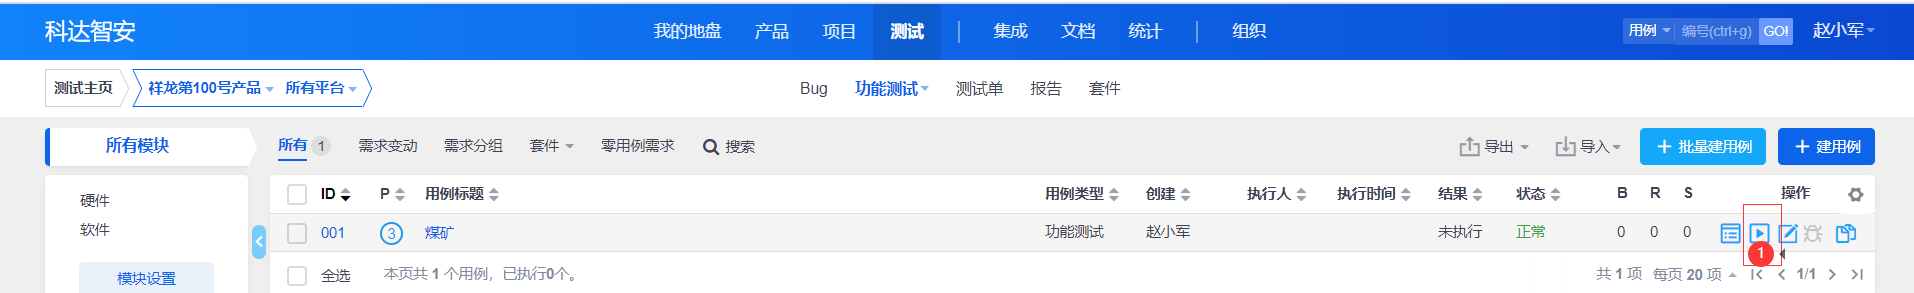 科达智安 我的地盘 产品 项目 测试 集成 文档 统计 组织 用例 编号(ctrl+g) GO! 赵小军
测试主页 祥龙第100号产品 所有平台 Bug 功能测试 测试单 报告 套件
所有模块 所有 1 需求变动 需求分组 套件 零用例需求 搜索 导出 导入 批量建用例 建用例
ID P 用例标题 用例类型 创建 执行人 执行时间 结果 状态 B R S 操作
硬件
001 3 煤矿 功能测试 赵小军 未执行 正常 0 0 0
软件
1
模块设置 全选 本页共 1 个用例，已执行0个。 共 1 项 每页 20 项 1/1